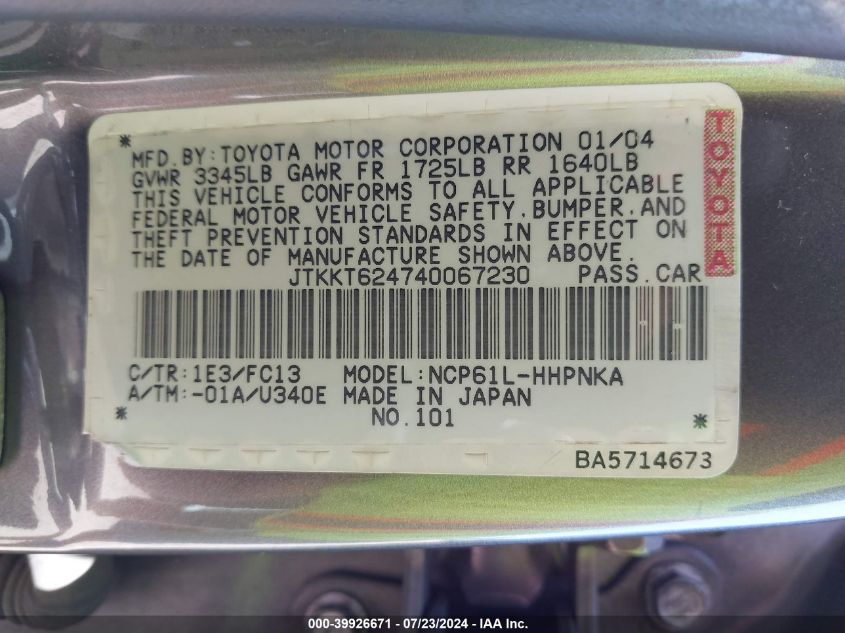 * MFD.BY:TOYOTA MOTOR CORPORATION 01/04
GVWR 3345LB GAWR FR 1725LB RR 1640LB
THIS VEHICLE CONFORMS TO ALL APPLICABLE
FEDERAL MOTOR VEHICLE SAFETY,BUMPER,AND
THEFT PREVENTION STANDARDS IN EFFECT ON
THE DATE OF MANUFACTURE SHOWN ABOVE.
TOYOTA
JTKKT624740067230 PASS.CAR
C/TR:1E3/FC13 MODEL:NCP61L-HHPNKA
A/TM:-01A/U340E MADE IN JAPAN
* NO.101 *
BA5714673
000-39926671 - 07/23/2024 - IAA Inc.